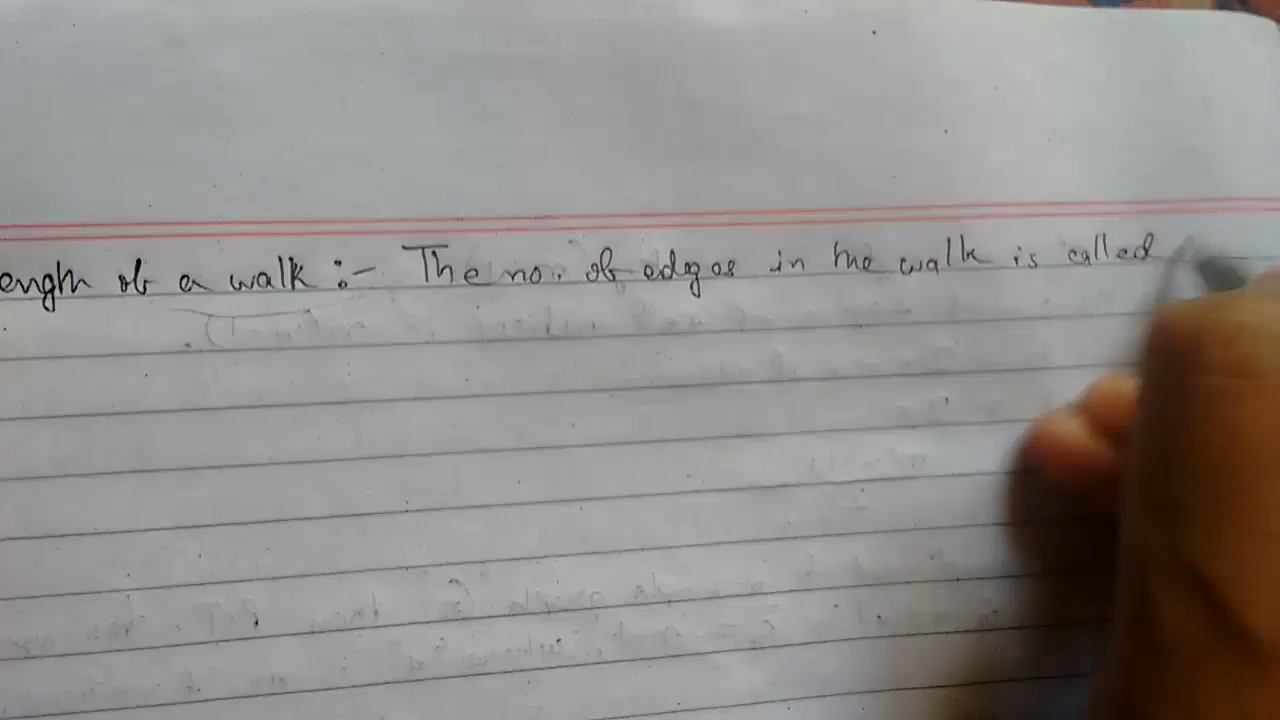 ength of a walk :- The no. of edges in the walk is called